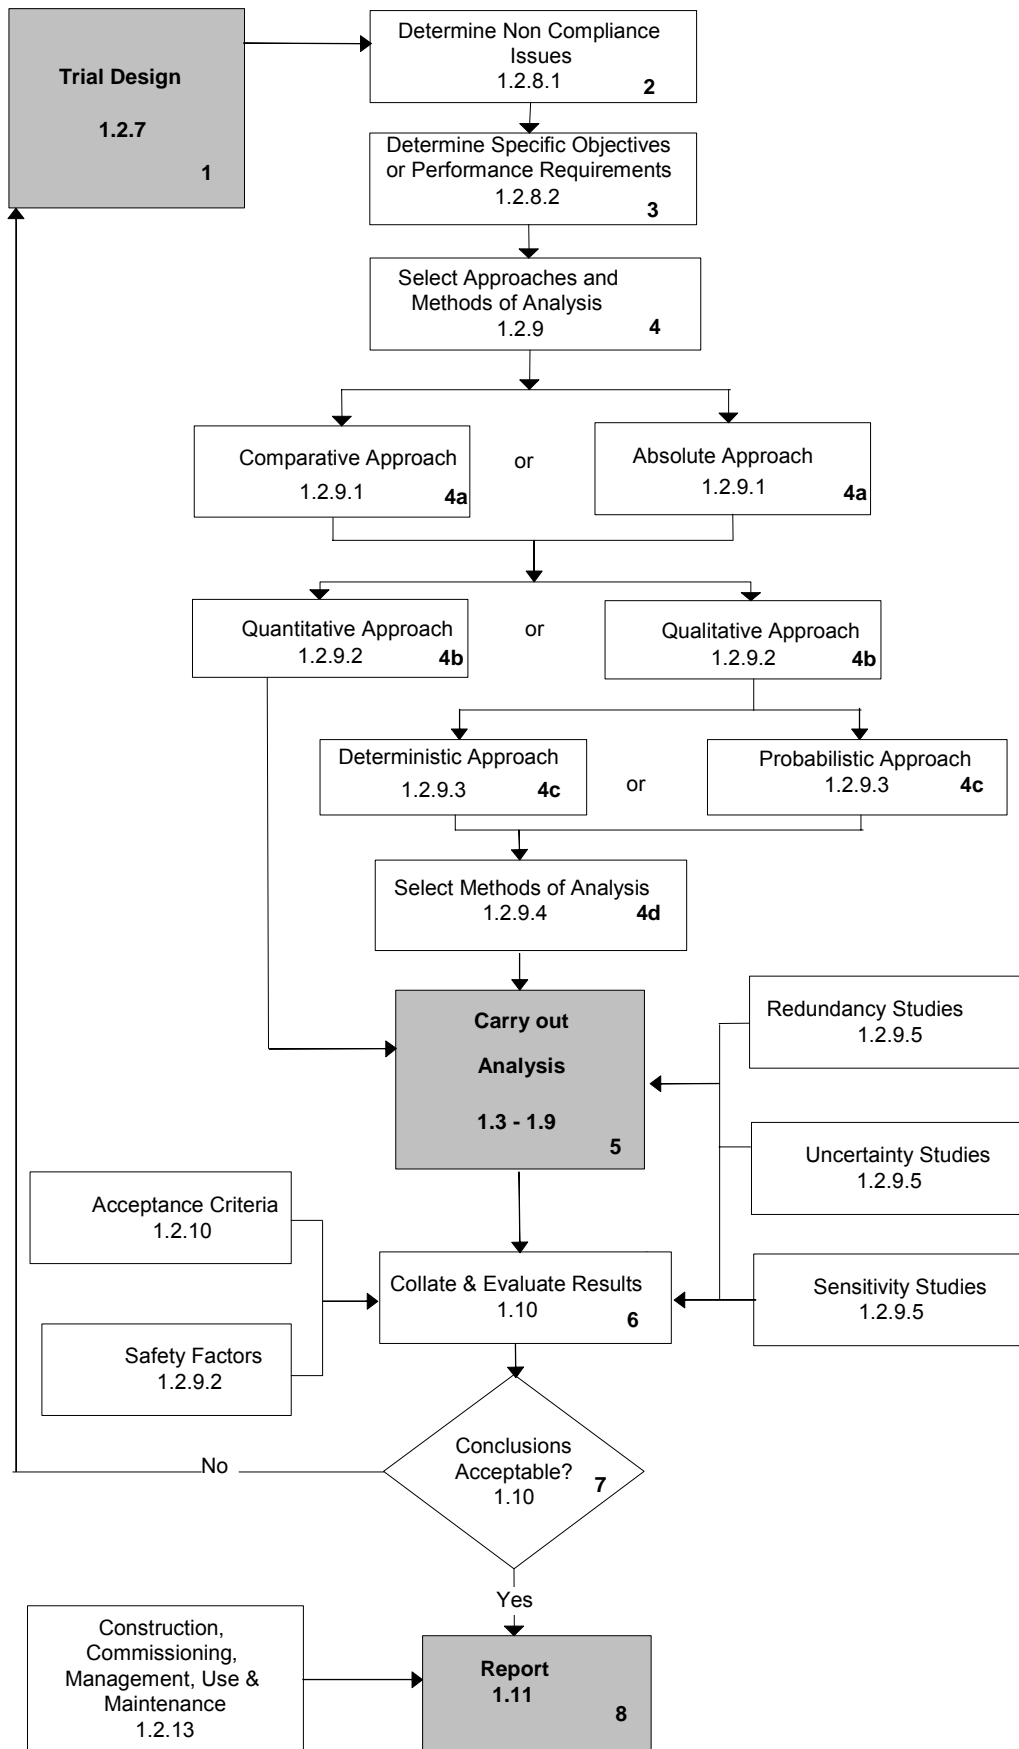 Trial Design
1.2.7
1
Determine Non Compliance
Issues
1.2.8.1
2
Determine Specific Objectives
or Performance Requirements
1.2.8.2
3
Select Approaches and
Methods of Analysis
1.2.9
4
Comparative Approach
1.2.9.1
4a
or
Absolute Approach
1.2.9.1
4a
Quantitative Approach
1.2.9.2
4b
or
Qualitative Approach
1.2.9.2
4b
Deterministic Approach
1.2.9.3
4c
or
Probabilistic Approach
1.2.9.3
4c
Select Methods of Analysis
1.2.9.4
4d
Carry out
Analysis
1.3 - 1.9
5
Redundancy Studies
1.2.9.5
Uncertainty Studies
1.2.9.5
Sensitivity Studies
1.2.9.5
Acceptance Criteria
1.2.10
Safety Factors
1.2.9.2
Collate & Evaluate Results
1.10
6
Conclusions
Acceptable?
1.10
7
No
Yes
Construction,
Commissioning,
Management, Use &
Maintenance
1.2.13
Report
1.11
8